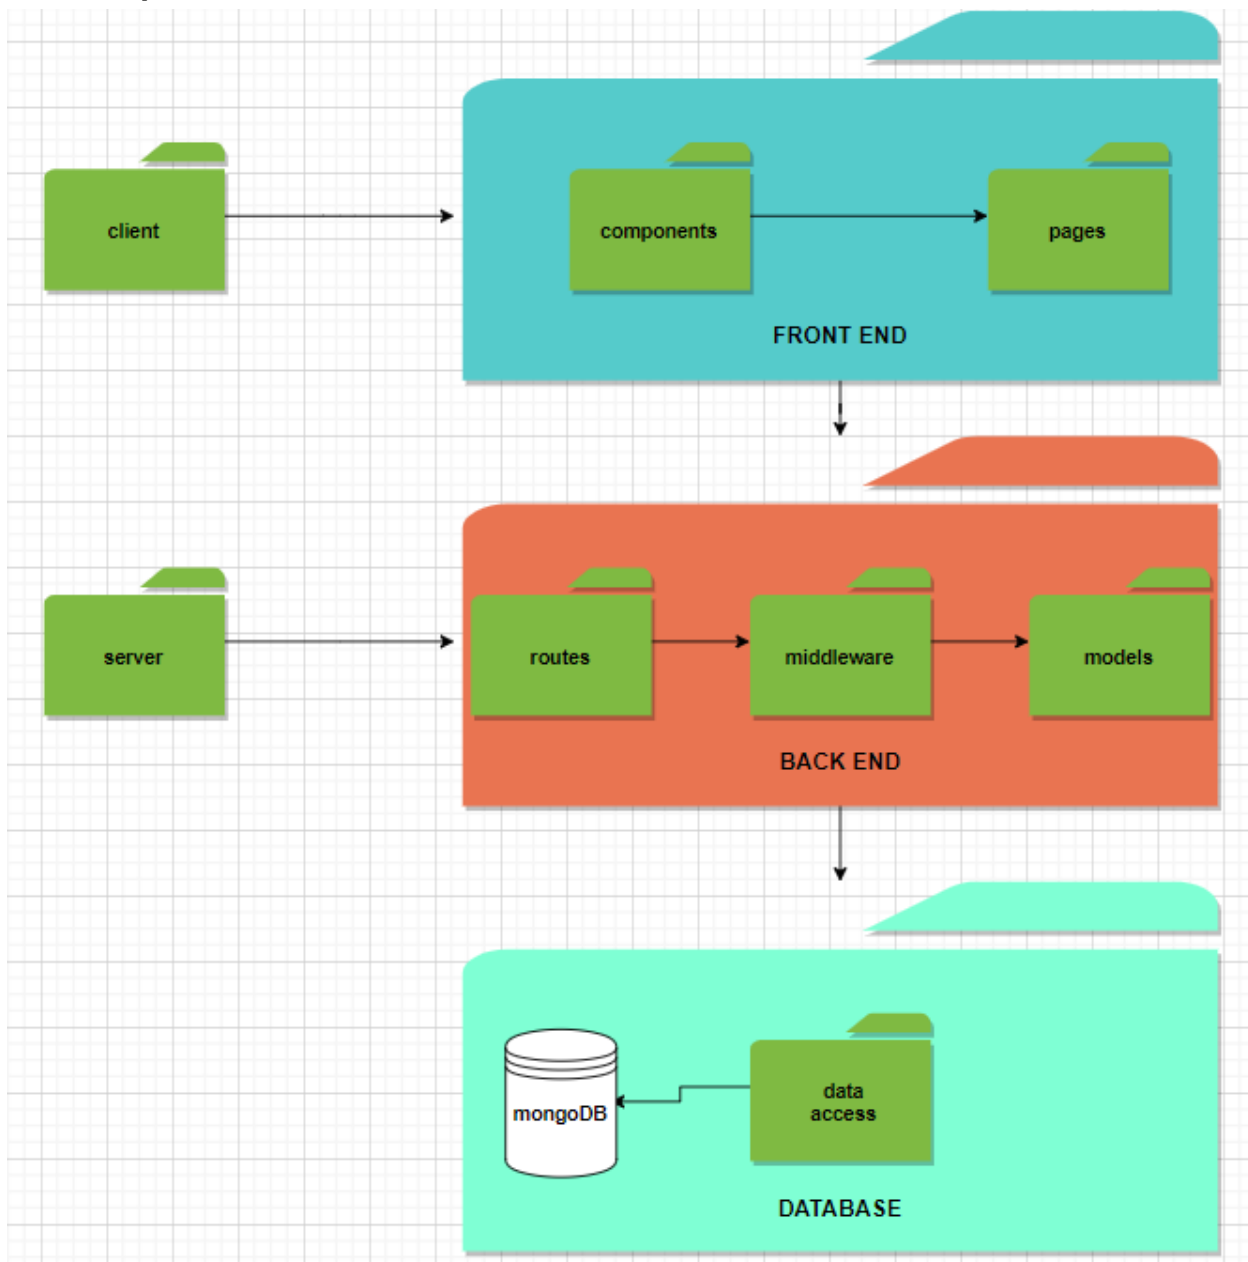 client
components
pages
FRONT END
server
routes
middleware
models
BACK END
mongoDB
data
access
DATABASE